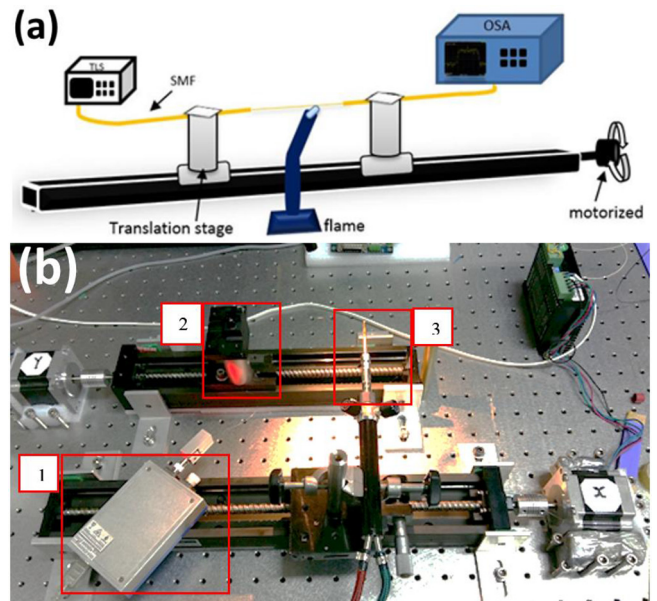 (a)
OSA
TLS
SMF
Translation stage
flame
motorized
(b)
2
3
Y
1
X